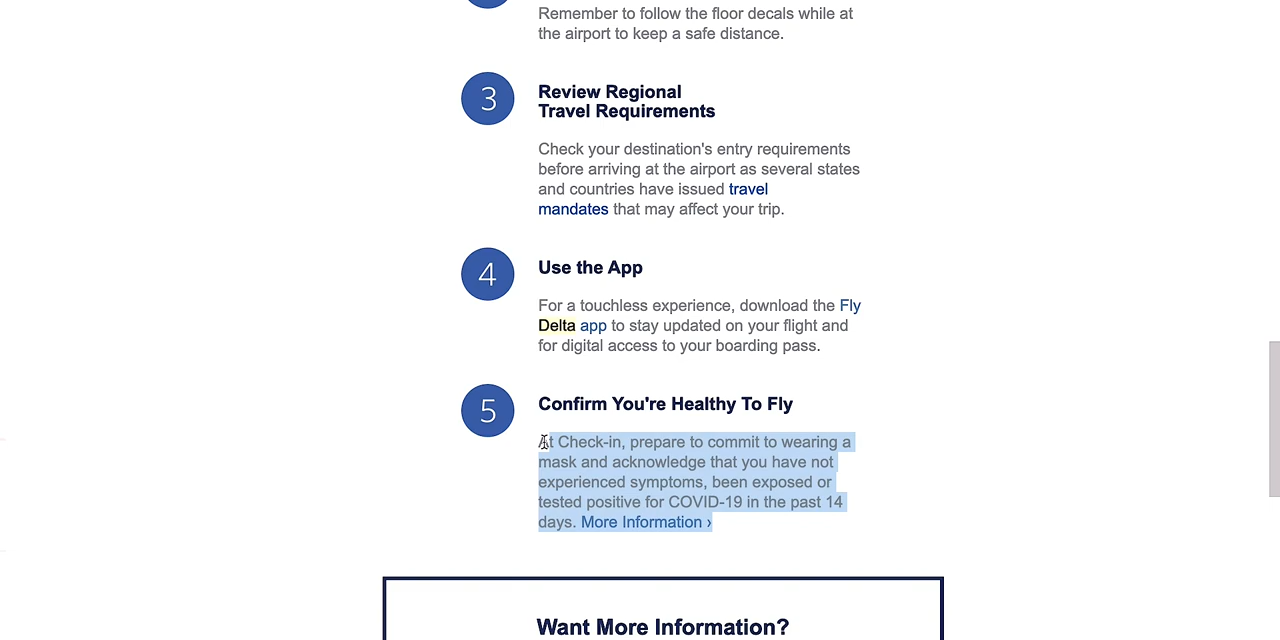 Remember to follow the floor decals while at
the airport to keep a safe distance.
3
Review Regional
Travel Requirements
Check your destination's entry requirements
before arriving at the airport as several states
and countries have issued travel
mandates that may affect your trip.
4
Use the App
For a touchless experience, download the Fly
Delta app to stay updated on your flight and
for digital access to your boarding pass.
5
Confirm You're Healthy To Fly
At Check-in, prepare to commit to wearing a
mask and acknowledge that you have not
experienced symptoms, been exposed or
tested positive for COVID-19 in the past 14
days. More Information ›
Want More Information?